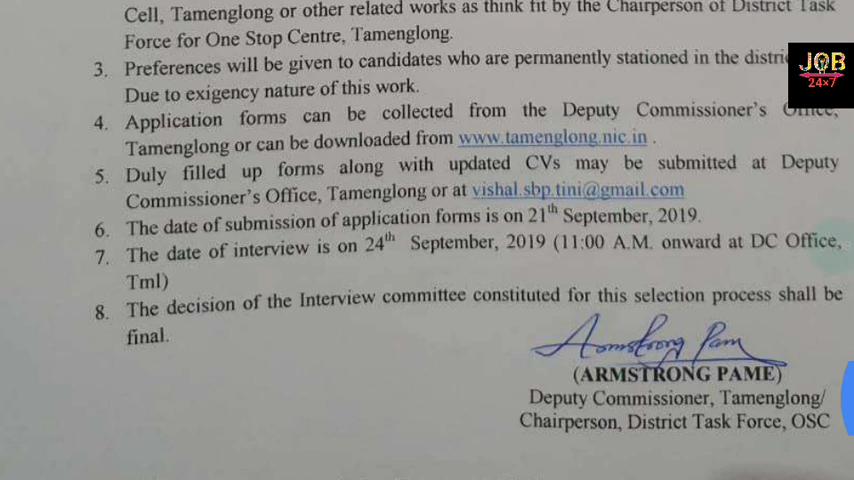 Cell, Tamenglong or other related works as think fit by the Chairperson of District Task
Force for One Stop Centre, Tamenglong.
3. Preferences will be given to candidates who are permanently stationed in the
Due to exigency nature of this work.
4. Application forms can be collected from the Deputy Commissioner's Office,
Tamenglong or can be downloaded from www.tamenglong.nic.in .
5. Duly filled up forms along with updated CVs may be submitted at Deputy
Commissioner's Office, Tamenglong or at vishal.sbp.tini@gmail.com
6. The date of submission of application forms is on 21th September, 2019.
7. The date of interview is on 24th September, 2019 (11:00 A.M. onward at DC Office,
Tml)
8. The decision of the Interview committee constituted for this selection process shall be
final.
Armstrong Pam
(ARMSTRONG PAME)
Deputy Commissioner, Tamenglong/
Chairperson, District Task Force, OSC
JOB
24×7